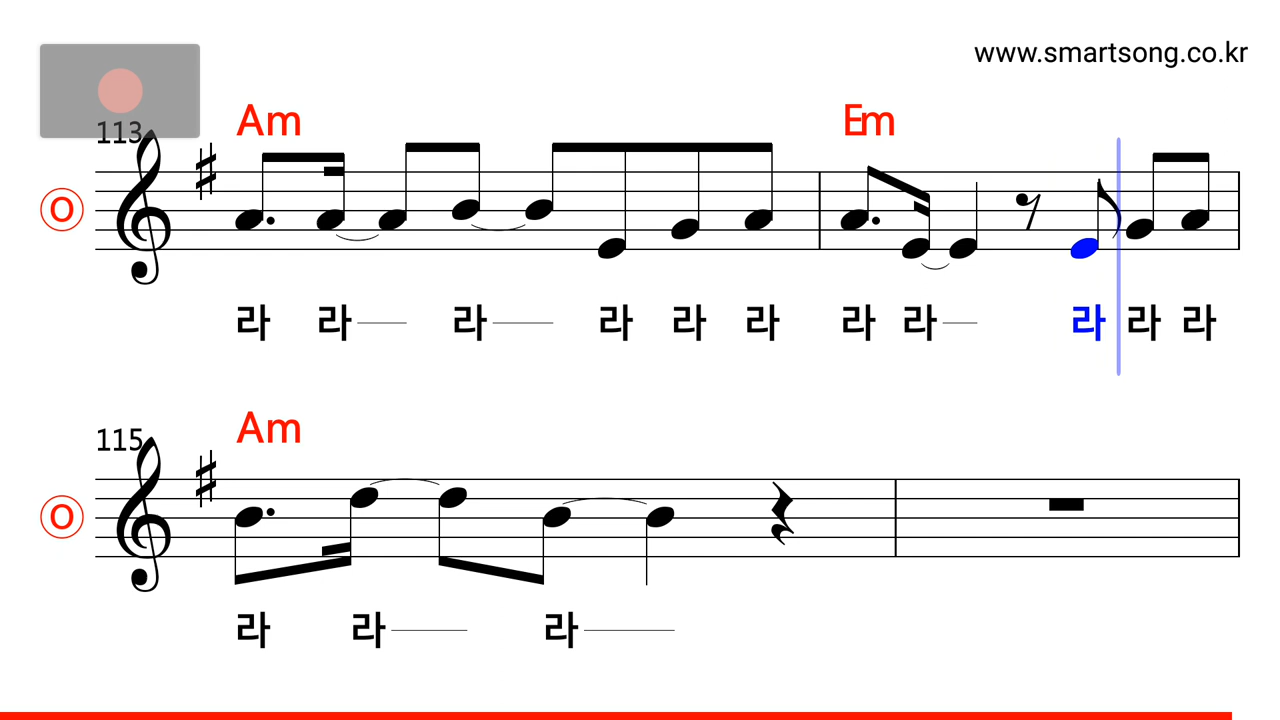 www.smartsong.co.kr
113 Am Em
O
라 라 라 라 라 라 라 라 라 라 라
115 Am
O
라 라 라